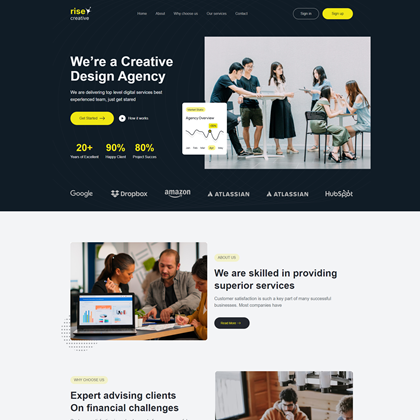 rise
creative
Home
About
Why choose us
Our services
Contact
Sign in
Sign up
We're a Creative
Design Agency
We are delivering top level digital services best
experienced team, just get stared
Get Started
How it works
20+
90%
80%
Years of Excellent
Happy Client
Project Succes
Agency Overview
Google
Dropbox
amazon
ATLASSIAN
ATLASSIAN
HubSpot
ABOUT US
We are skilled in providing
superior services
Customer satisfaction is such a key part of many successful
businesses. Most companies have
Read More
WHY CHOOSE US
Expert advising clients
On financial challenges